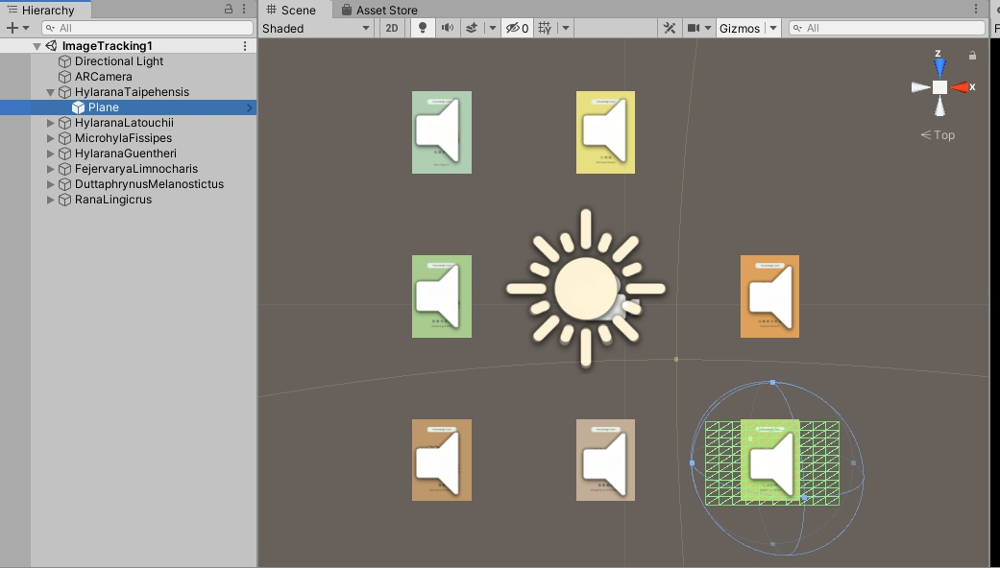 Hierarchy
All
ImageTracking1
Directional Light
ARCamera
HylaranaTaipehensis
Plane
HylaranaLatouchii
MicrohylaFissipes
HylaranaGuentheri
FejervaryaLimnocharis
DuttaphrynusMelanostictus
RanaLingicrus
Scene
Asset Store
Shaded
2D
0
Gizmos
All
z
x
Top